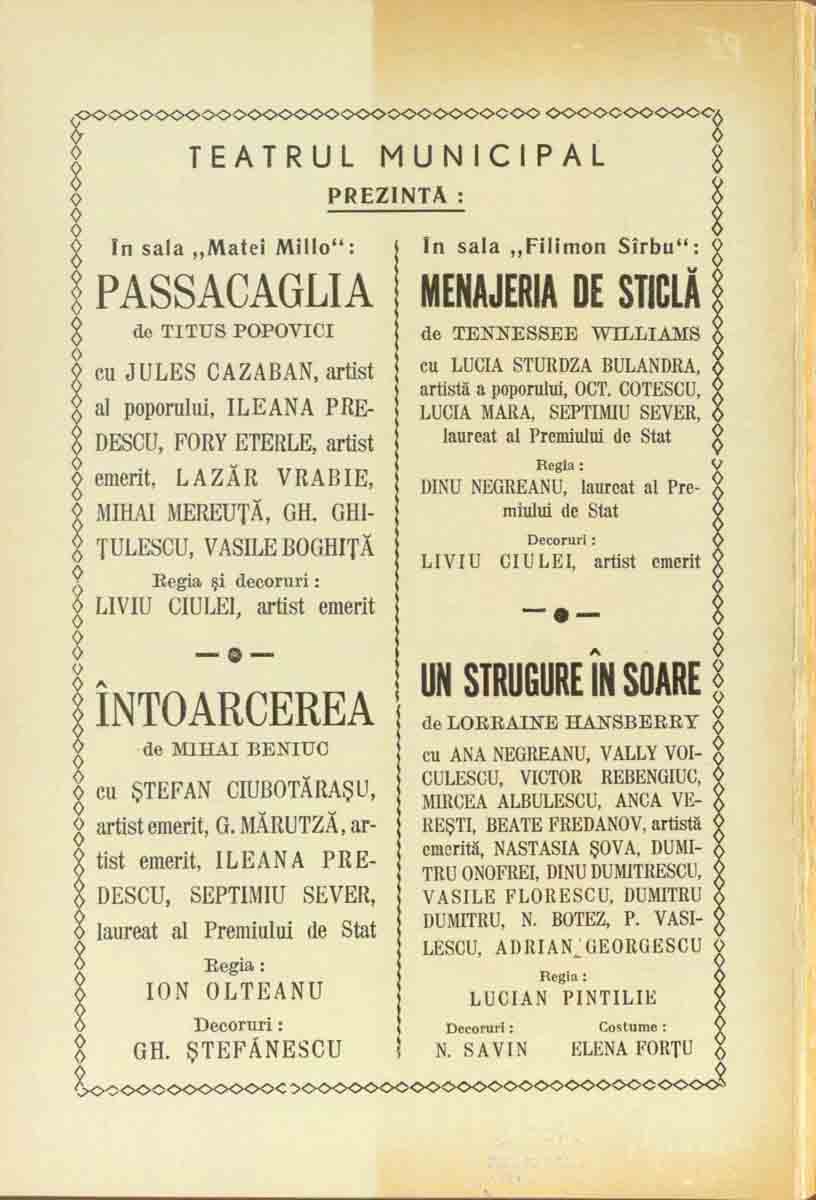 TEATRUL MUNICIPAL
PREZINTĂ :
În sala „Matei Millo“ :
PASSACAGLIA
de TITUS POPOVICI
cu JULES CAZABAN, artist
al poporului, ILEANA PRE-
DESCU, FORY ETERLE, artist
emerit, LAZĂR VRABIE,
MIHAI MEREUȚĂ, GH. GHI-
ȚULESCU, VASILE BOGHIȚĂ
Regia și decoruri :
LIVIU CIULEI, artist emerit
ÎNTOARCEREA
de MIHAI BENIUC
cu ȘTEFAN CIUBOTĂRAȘU,
artist emerit, G. MĂRUTZĂ, ar-
tist emerit, ILEANA PRE-
DESCU, SEPTIMIU SEVER,
laureat al Premiului de Stat
Regia :
ION OLTEANU
Decoruri :
GH. ȘTEFĂNESCU
În sala „Filimon Sîrbu“ :
MENAJERIA DE STICLĂ
de TENNESSEE WILLIAMS
cu LUCIA STURDZA BULANDRA,
artistă a poporului, OCT. COTESCU,
LUCIA MARA, SEPTIMIU SEVER,
laureat al Premiului de Stat
Regia :
DINU NEGREANU, laureat al Pre-
miului de Stat
Decoruri :
LIVIU CIULEI, artist emerit
UN STRUGURE ÎN SOARE
de LORRAINE HANSBERRY
cu ANA NEGREANU, VALLY VOI-
CULESCU, VICTOR REBENGIUC,
MIRCEA ALBULESCU, ANCA VE-
REȘTI, BEATE FREDANOV, artistă
emerită, NASTASIA ȘOVA, DUMI-
TRU ONOFREI, DINU DUMITRESCU,
VASILE FLORESCU, DUMITRU
DUMITRU, N. BOTEZ, P. VASI-
LESCU, ADRIAN GEORGESCU
Regia :
LUCIAN PINTILIE
Decoruri : Costume :
N. SAVIN ELENA FORȚU